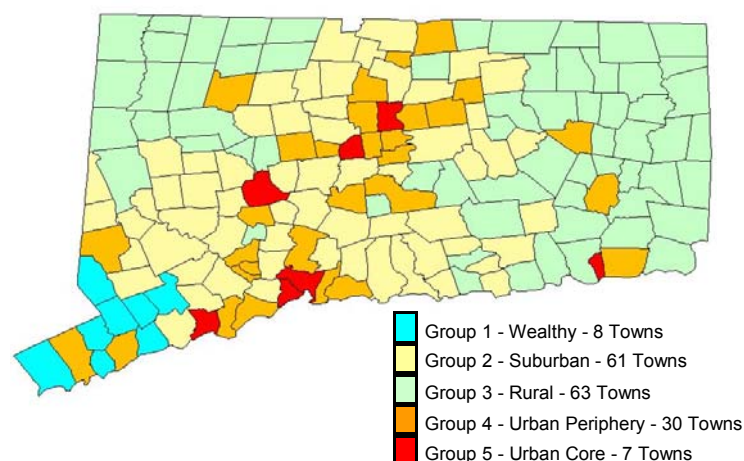 Group 1 - Wealthy - 8 Towns
Group 2 - Suburban - 61 Towns
Group 3 - Rural - 63 Towns
Group 4 - Urban Periphery - 30 Towns
Group 5 - Urban Core - 7 Towns